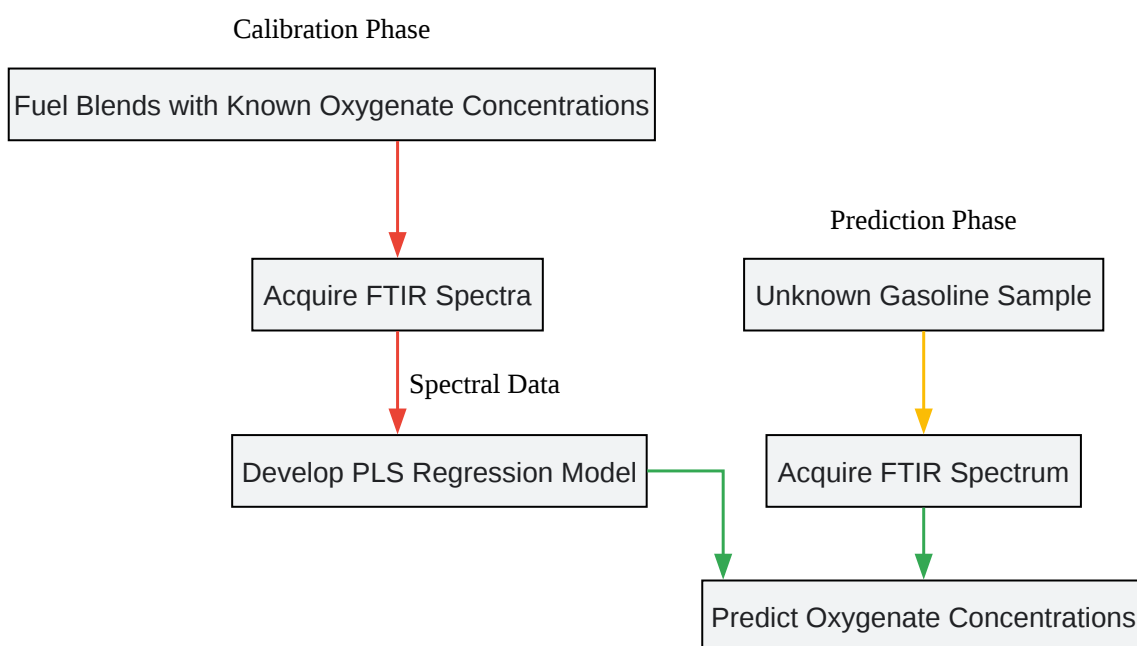 Calibration Phase
Fuel Blends with Known Oxygenate Concentrations
Prediction Phase
Acquire FTIR Spectra
Unknown Gasoline Sample
Spectral Data
Develop PLS Regression Model
Acquire FTIR Spectrum
Predict Oxygenate Concentrations